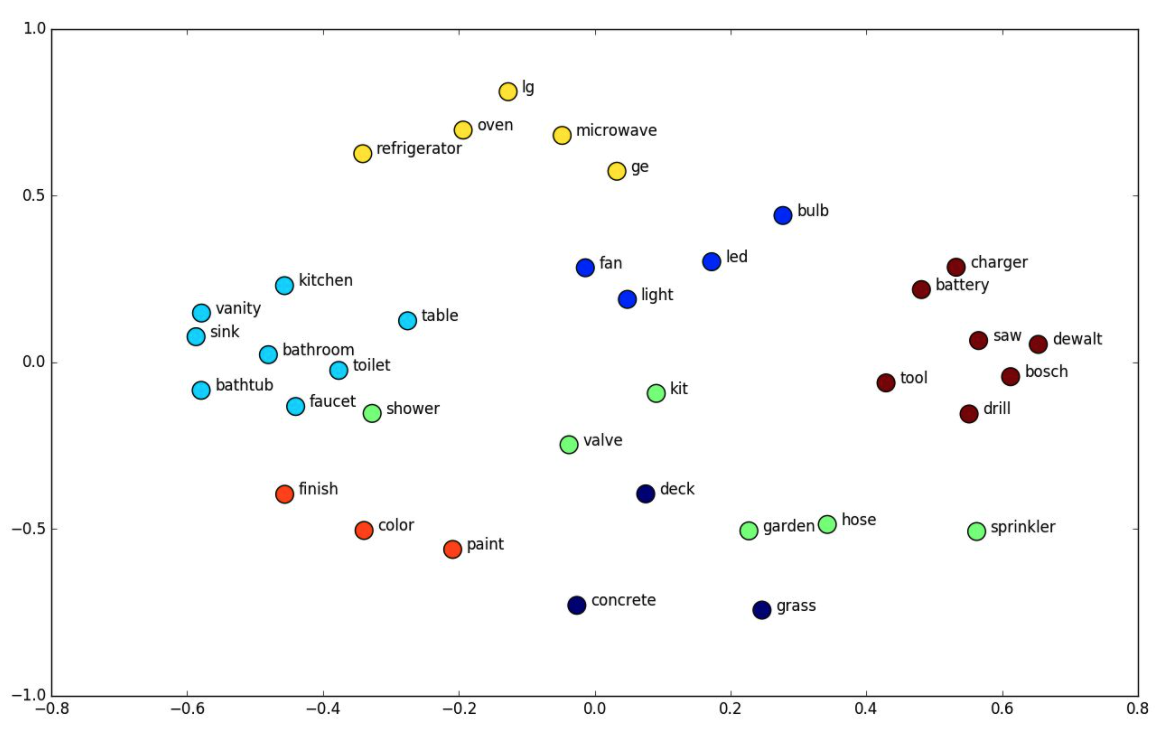 1.0
lg
oven
microwave
refrigerator
ge
0.5
bulb
fan
led
charger
battery
light
kitchen
vanity
table
sink
saw
dewalt
bathroom
0.0
toilet
bosch
tool
bathtub
kit
faucet
shower
drill
valve
finish
deck
color
garden
hose
sprinkler
−0.5
paint
concrete
grass
−1.0
−0.8 −0.6 −0.4 −0.2 0.0 0.2 0.4 0.6 0.8